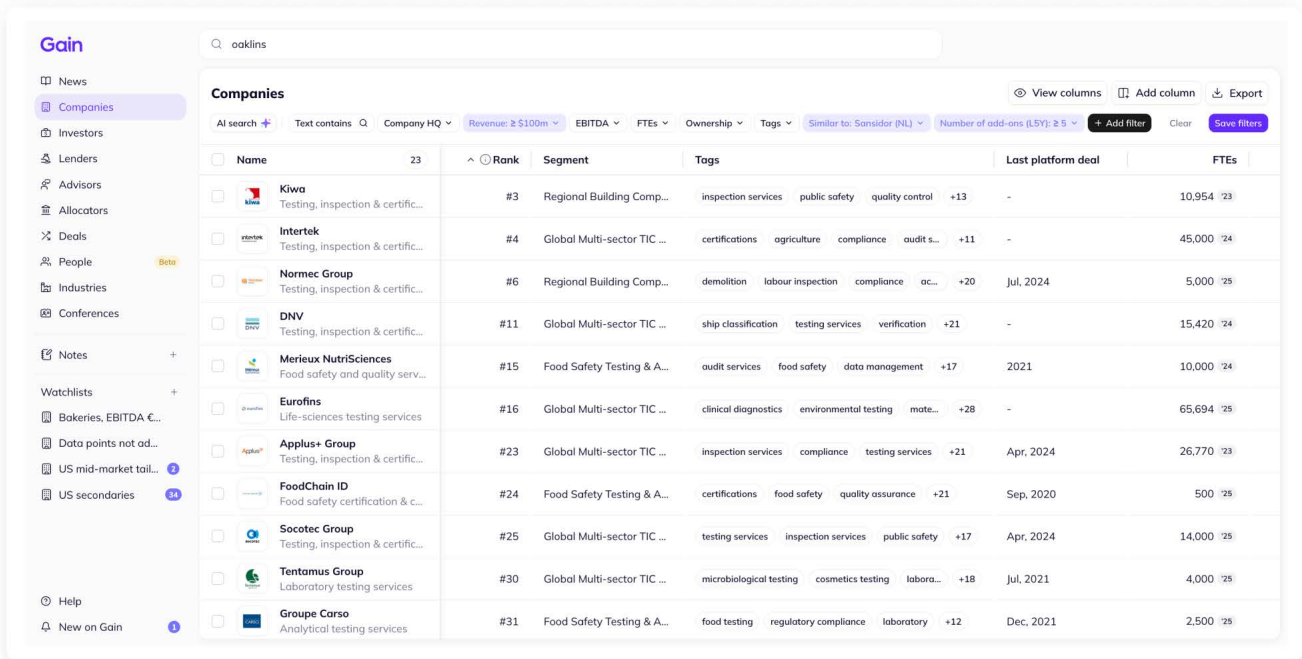 Gain
oaklins
News
Companies
Investors
Lenders
Advisors
Allocators
Deals
People Beta
Industries
Conferences
Notes +
Watchlists +
Bakeries, EBITDA €...
Data points not ad...
US mid-market tail... 2
US secondaries 34
Help
New on Gain 1
Companies View columns Add column Export
AI search Text contains Company HQ Revenue: ≥ $100m EBITDA FTEs Ownership Tags Similar to: Sansidor (NL) Number of add-ons (L5Y): ≥ 5 + Add filter Clear Save filters
Name 23 Rank Segment Tags Last platform deal FTEs
Kiwa
Testing, inspection & certific... #3 Regional Building Comp... inspection services public safety quality control +13 - 10,954 '23
Intertek
Testing, inspection & certific... #4 Global Multi-sector TIC ... certifications agriculture compliance audit s... +11 - 45,000 '24
Normec Group
Testing, inspection & certific... #6 Regional Building Comp... demolition labour inspection compliance ac... +20 Jul, 2024 5,000 '25
DNV
Testing, inspection & certific... #11 Global Multi-sector TIC ... ship classification testing services verification +21 - 15,420 '24
Merieux NutriSciences
Food safety and quality serv... #15 Food Safety Testing & A... audit services food safety data management +17 2021 10,000 '24
Eurofins
Life-sciences testing services #16 Global Multi-sector TIC ... clinical diagnostics environmental testing mate... +28 - 65,694 '25
Applus+ Group
Testing, inspection & certific... #23 Global Multi-sector TIC ... inspection services compliance testing services +21 Apr, 2024 26,770 '23
FoodChain ID
Food safety certification & c... #24 Food Safety Testing & A... certifications food safety quality assurance +21 Sep, 2020 500 '25
Socotec Group
Testing, inspection & certific... #25 Global Multi-sector TIC ... testing services inspection services public safety +17 Apr, 2024 14,000 '25
Tentamus Group
Laboratory testing services #30 Global Multi-sector TIC ... microbiological testing cosmetics testing labora... +18 Jul, 2021 4,000 '25
Groupe Carso
Analytical testing services #31 Food Safety Testing & A... food testing regulatory compliance laboratory +12 Dec, 2021 2,500 '25